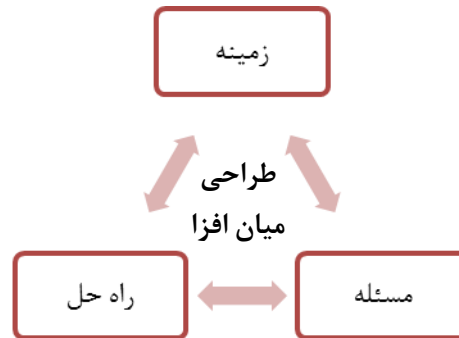 زمینه
طراحی
میان افزا
مسئله
راه حل